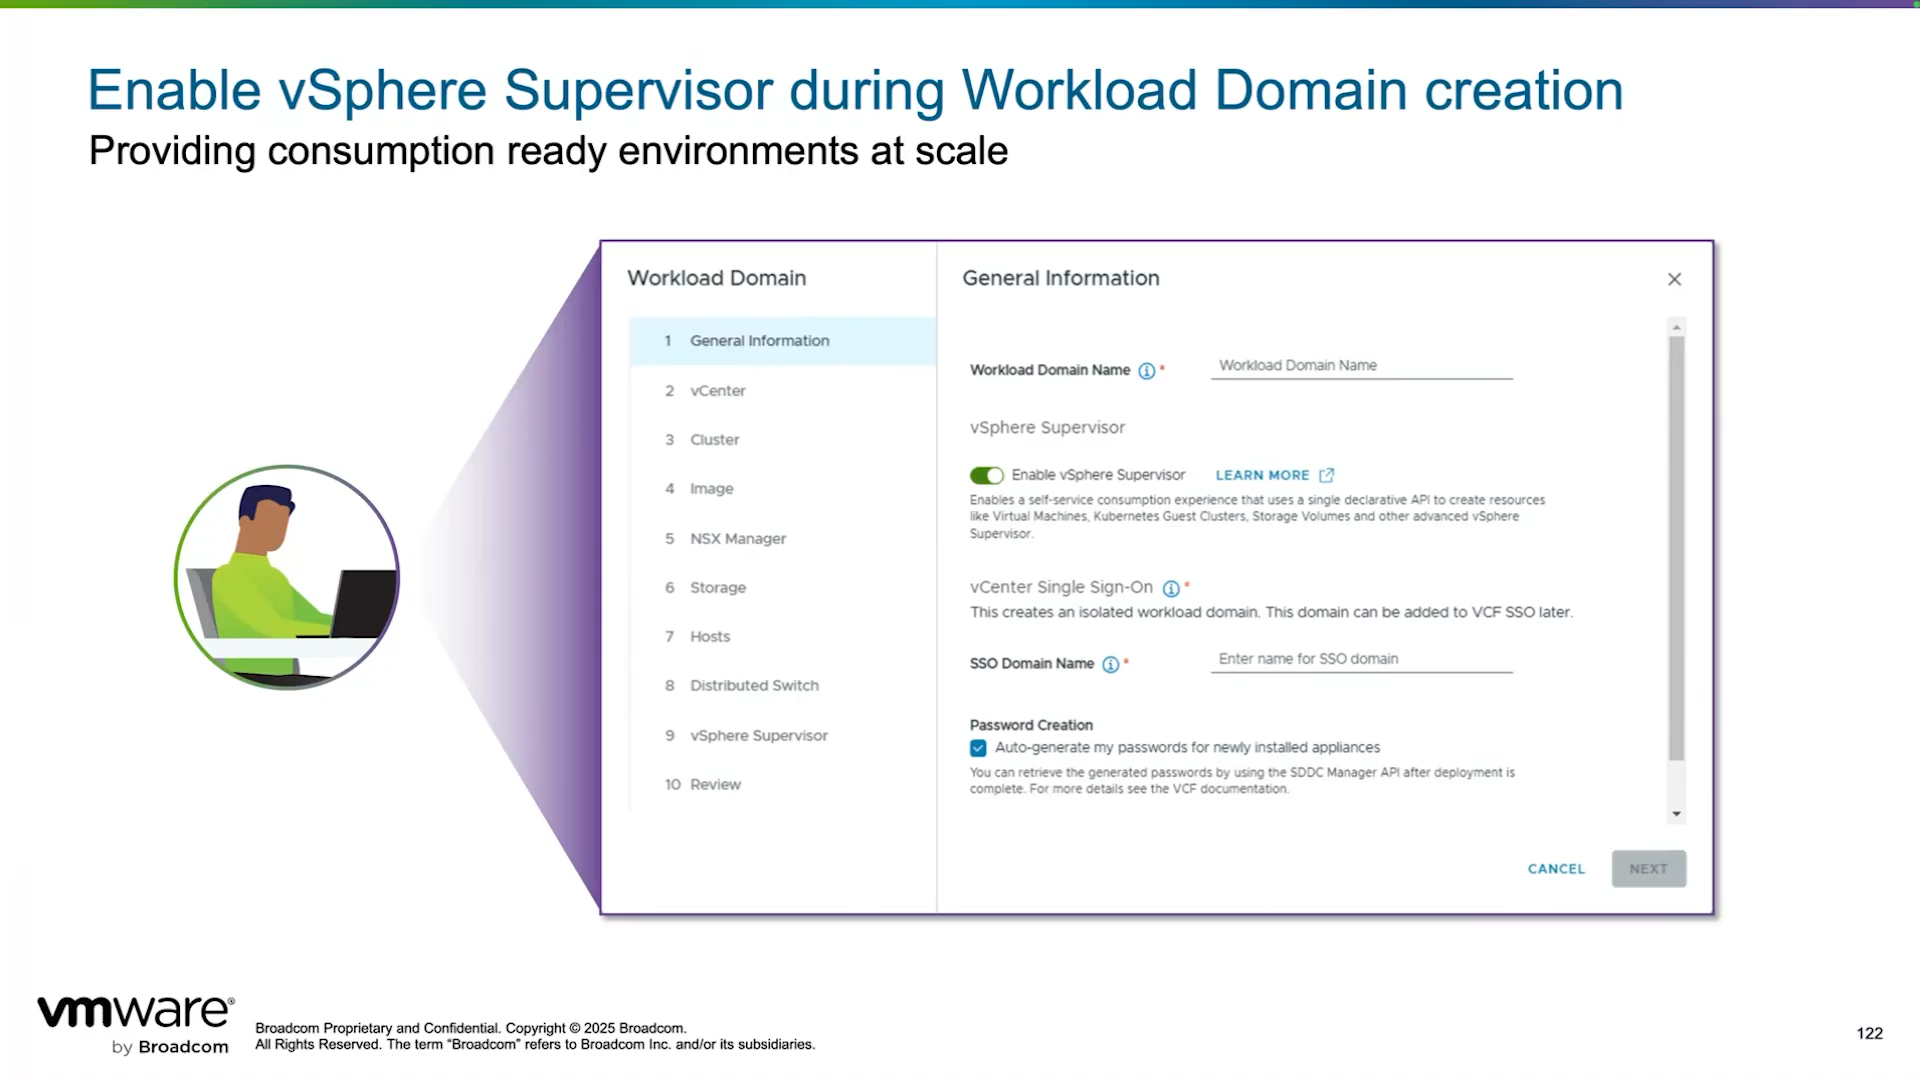 Enable vSphere Supervisor during Workload Domain creation
Providing consumption ready environments at scale
Workload Domain
1 General Information
2 vCenter
3 Cluster
4 Image
5 NSX Manager
6 Storage
7 Hosts
8 Distributed Switch
9 vSphere Supervisor
10 Review
General Information
Workload Domain Name *
Workload Domain Name
vSphere Supervisor
Enable vSphere Supervisor LEARN MORE
Enables a self-service consumption experience that uses a single declarative API to create resources
like Virtual Machines, Kubernetes Guest Clusters, Storage Volumes and other advanced vSphere
Supervisor.
vCenter Single Sign-On *
This creates an isolated workload domain. This domain can be added to VCF SSO later.
SSO Domain Name *
Enter name for SSO domain
Password Creation
Auto-generate my passwords for newly installed appliances
You can retrieve the generated passwords by using the SDDC Manager API after deployment is
complete. For more details see the VCF documentation.
CANCEL NEXT
vmware®
by Broadcom
Broadcom Proprietary and Confidential. Copyright © 2025 Broadcom.
All Rights Reserved. The term “Broadcom” refers to Broadcom Inc. and/or its subsidiaries.
122